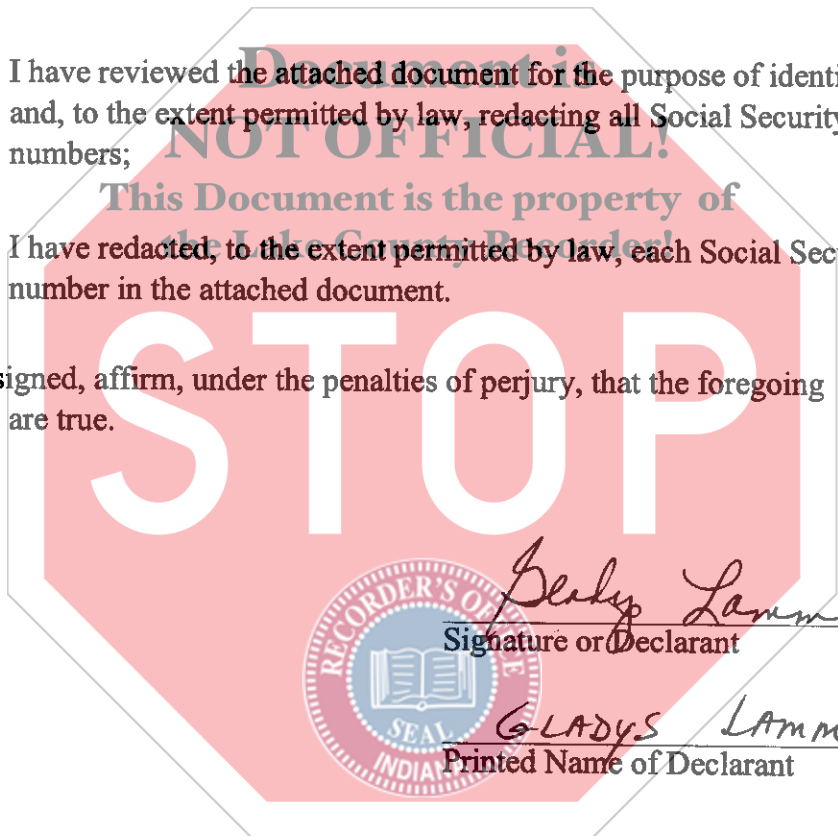 Document is
I have reviewed the attached document for the purpose of identi
and, to the extent permitted by law, redacting all Social Security
NOT OFFICIAL!
numbers;
This Document is the property of
the Lake County Recorder!
I have redacted, to the extent permitted by law, each Social Sec
number in the attached document.
signed, affirm, under the penalties of perjury, that the foregoing
are true.
STOP
Gladys Lamm
Signature or Declarant
RECORDER'S OFFICE
SEAL
INDIANA
GLADYS LAMM
Printed Name of Declarant